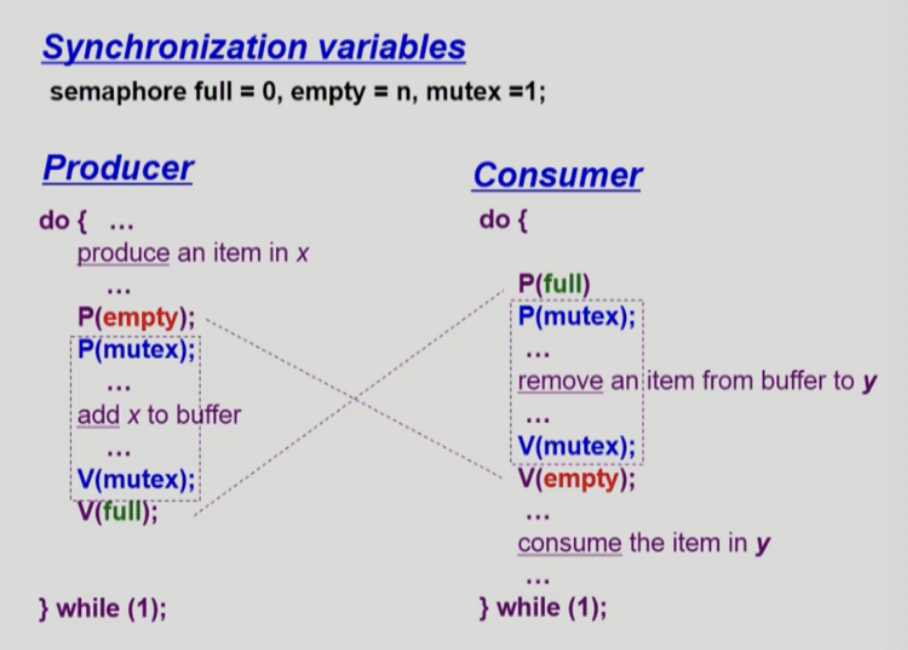 Synchronization variables
semaphore full = 0, empty = n, mutex =1;
Producer
do { ...
produce an item in x
...
P(empty);
P(mutex);
...
add x to buffer
...
V(mutex);
V(full);
} while (1);
Consumer
do {
P(full)
P(mutex);
...
remove an item from buffer to y
...
V(mutex);
V(empty);
...
consume the item in y
...
} while (1);